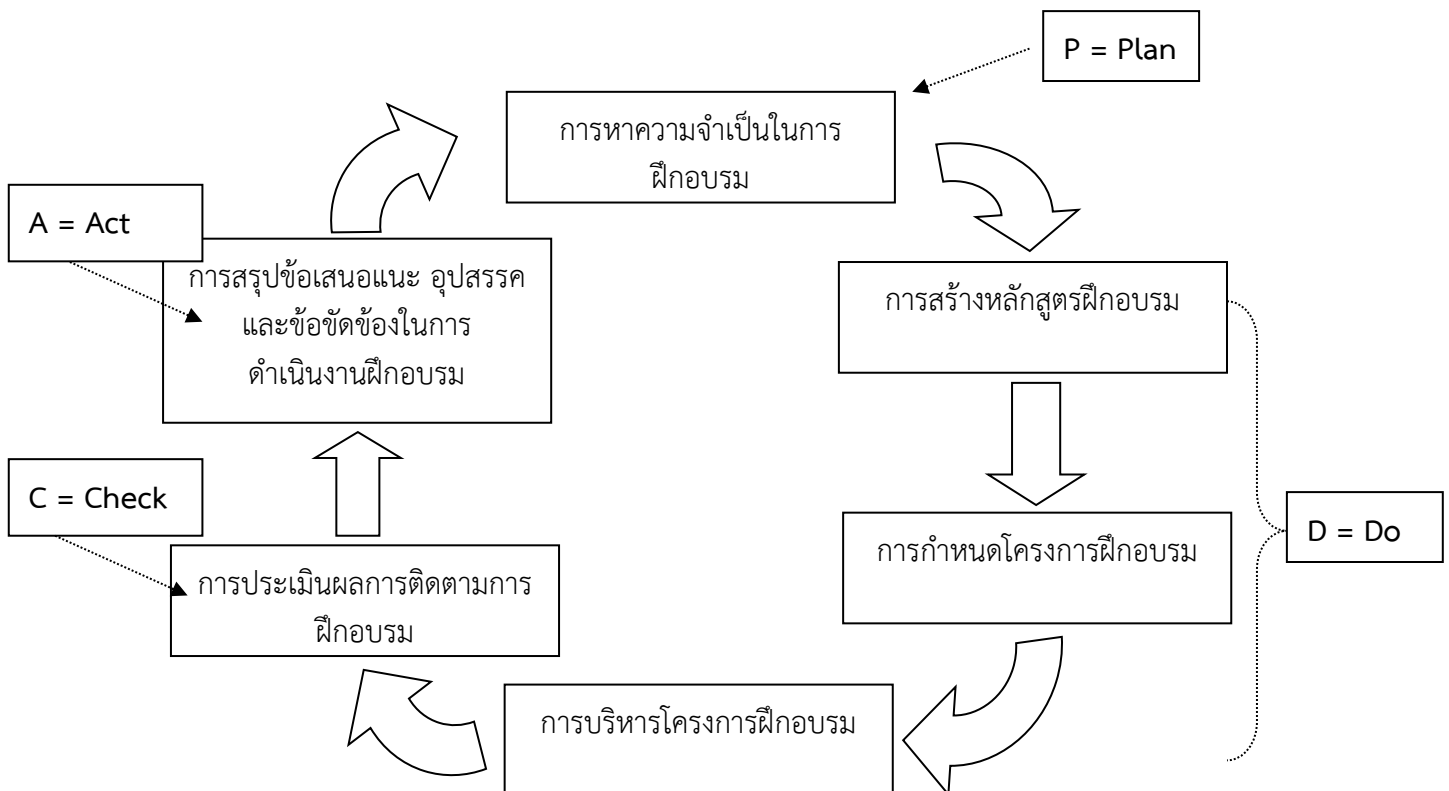 P = Plan
การหาความจำเป็นในการ
ฝึกอบรม
A = Act
การสรุปข้อเสนอแนะ อุปสรรค
และข้อขัดข้องในการ
ดำเนินงานฝึกอบรม
การสร้างหลักสูตรฝึกอบรม
C = Check
การกำหนดโครงการฝึกอบรม
D = Do
การประเมินผลการติดตามการ
ฝึกอบรม
การบริหารโครงการฝึกอบรม